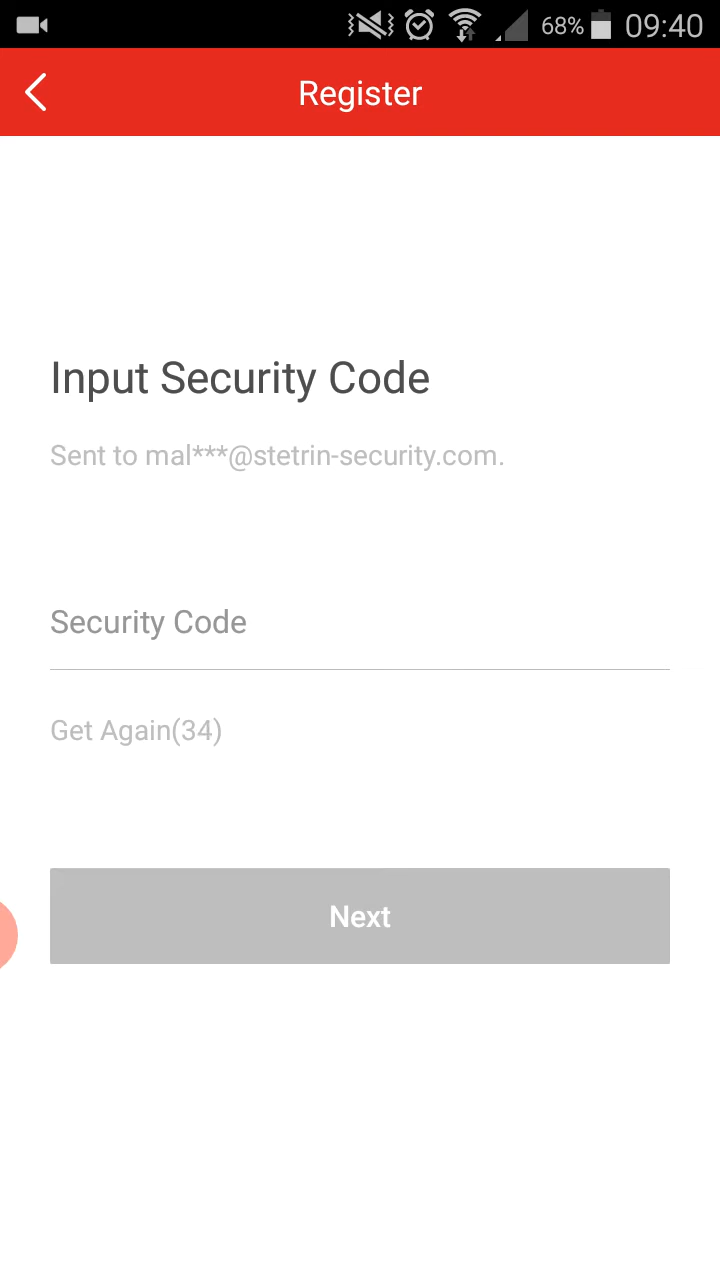 68% 09:40
Register
Input Security Code
Sent to mal***@stetrin-security.com.
Security Code
Get Again(34)
Next